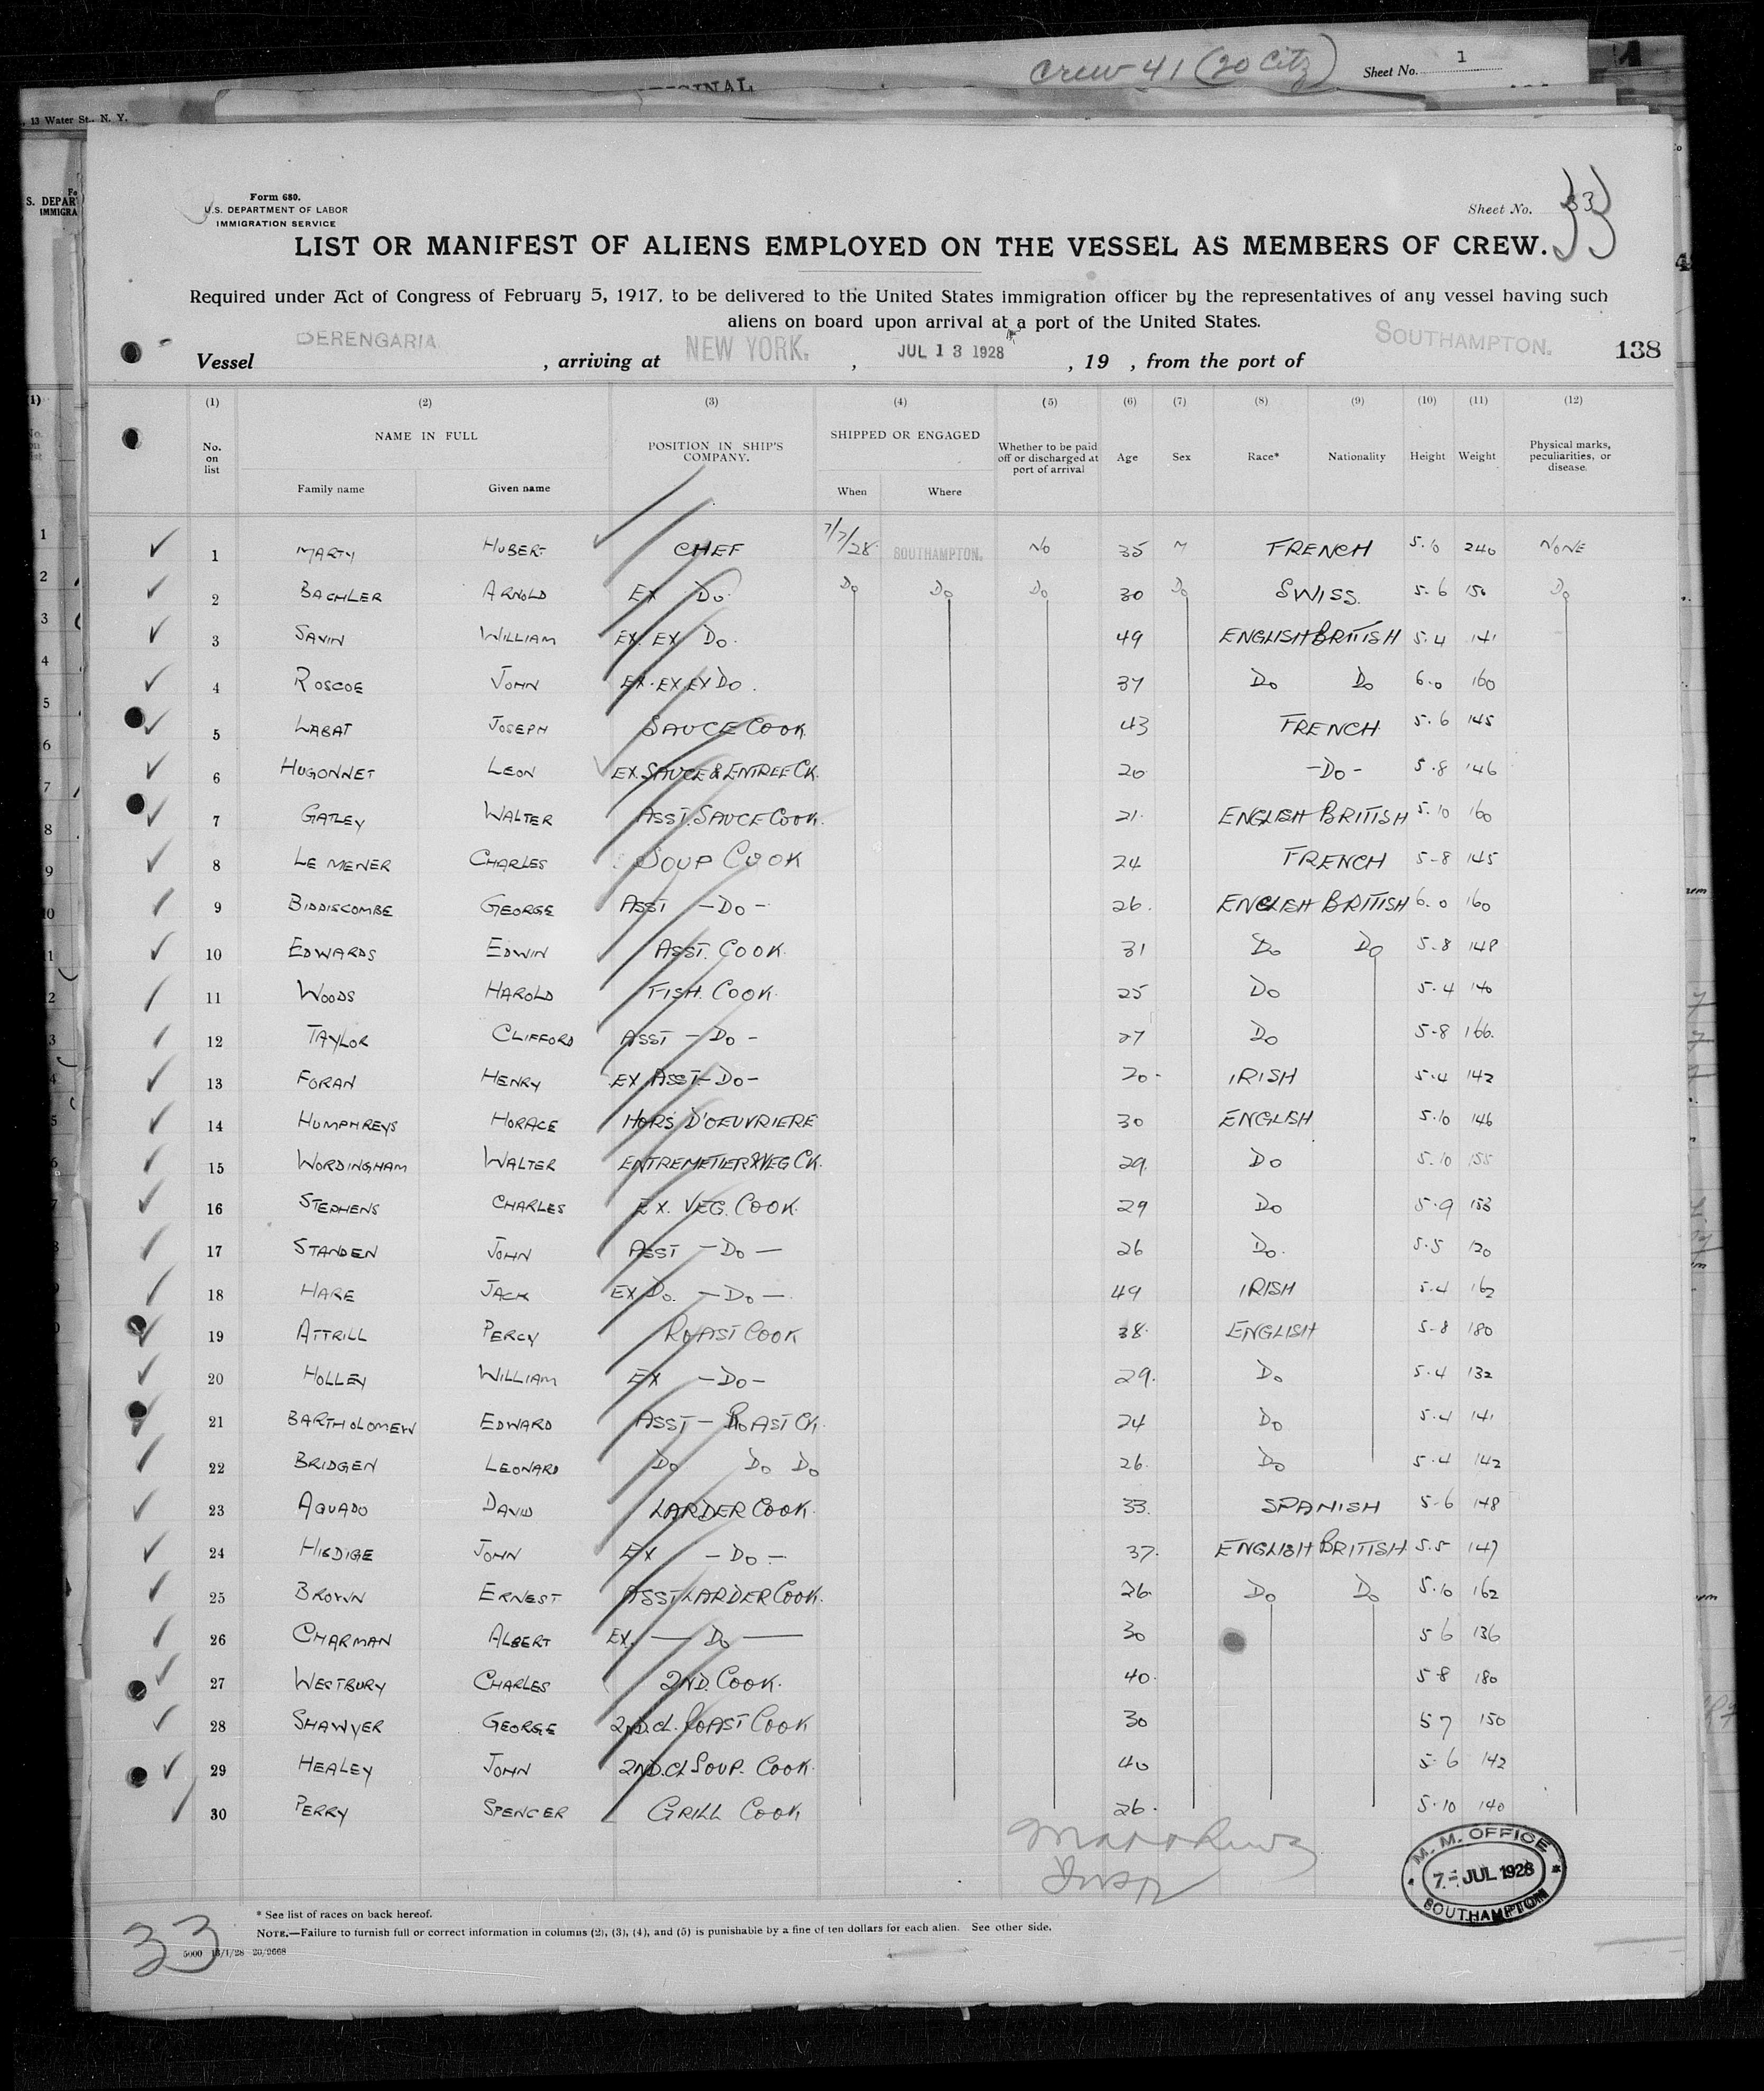 Crew 41 (20 Citz) Sheet No. 1
13 Water St., N. Y.
Form 680.
U.S. DEPARTMENT OF LABOR
IMMIGRATION SERVICE
Sheet No. 33
LIST OR MANIFEST OF ALIENS EMPLOYED ON THE VESSEL AS MEMBERS OF CREW.
Required under Act of Congress of February 5, 1917, to be delivered to the United States immigration officer by the representatives of any vessel having such
aliens on board upon arrival at a port of the United States.
Vessel BERENGARIA, arriving at NEW YORK. , JUL 13 1928 , 19 , from the port of SOUTHAMPTON. 138
(1) (2) (3) (4) (5) (6) (7) (8) (9) (10) (11) (12)
No. on list NAME IN FULL POSITION IN SHIP'S COMPANY. SHIPPED OR ENGAGED Whether to be paid off or discharged at port of arrival Age Sex Race* Nationality Height Weight Physical marks, peculiarities, or disease.
Family name Given name When Where
1 MARTY HUBERT CHEF 7/7/28 SOUTHAMPTON. No 35 M FRENCH 5.10 240 NONE
2 BACHLER ARNOLD EX Do. Do Do Do 30 Do SWISS. 5-6 156 Do
3 SAVIN WILLIAM EX. EX Do. 49 ENGLISH BRITISH 5.4 141
4 ROSCOE JOHN EX.EX.EX Do. 37 Do Do 6.0 160
5 LABAT JOSEPH SAUCE COOK 43 FRENCH 5.6 145
6 HUGONNET LEON EX. SAUCE & ENTREE CK. 20 -Do- 5.8 146
7 GATLEY WALTER ASST. SAUCE COOK. 21. ENGLISH BRITISH 5.10 160
8 LE MENER CHARLES SOUP COOK 24 FRENCH 5-8 145
9 BIDDISCOMBE GEORGE ASST -Do- 26. ENGLISH BRITISH 6.0 160
10 EDWARDS EDWIN ASST. COOK. 31 Do Do 5-8 148
11 WOODS HAROLD FISH. COOK. 25 Do 5.4 140
12 TAYLOR CLIFFORD ASST -Do- 27 Do 5-8 166.
13 FORAN HENRY EX ASST-Do- 20- IRISH 5.4 142
14 HUMPHREYS HORACE HORS D'OEUVRIERE 30 ENGLISH 5.10 146
15 WORDINGHAM WALTER ENTREMETIER & VEG CK. 29. Do 5.10 155
16 STEPHENS CHARLES EX. VEG. COOK. 29 Do 5.9 153
17 STANDEN JOHN ASST -Do- 26 Do. 5.5 120
18 HARE JACK EX Do. -Do-. 49 IRISH 5.4 162
19 ATTRILL PERCY ROAST COOK 38. ENGLISH 5-8 180
20 HOLLEY WILLIAM EX -Do- 29. Do 5.4 132
21 BARTHOLOMEW EDWARD ASST- ROAST CK. 24 Do 5.4 141
22 BRIDGEN LEONARD Do Do Do 26. Do 5.4 142
23 AGUADO DAVID LARDER COOK. 33. SPANISH 5-6 148
24 HIGDIGE JOHN EX -Do-. 37. ENGLISH BRITISH 5.5 147
25 BROWN ERNEST ASST LARDER COOK. 26. Do Do 5.10 162
26 CHARMAN ALBERT EX. - Do - 30 5 6 136
27 WESTBURY CHARLES 2ND. COOK. 40. 5-8 180
28 SHAWYER GEORGE 2ND.CL. ROAST COOK 30 5 7 150
29 HEALEY JOHN 2ND.CL SOUP. COOK. 40 5-6 142
30 PERRY SPENCER GRILL COOK 26. 5.10 140
Insp
M. M. OFFICE
7 - JUL 1928
SOUTHAMPTON
* See list of races on back hereof.
NOTE.—Failure to furnish full or correct information in columns (2), (3), (4), and (5) is punishable by a fine of ten dollars for each alien. See other side.
33
5000 13/1/28 20/9668